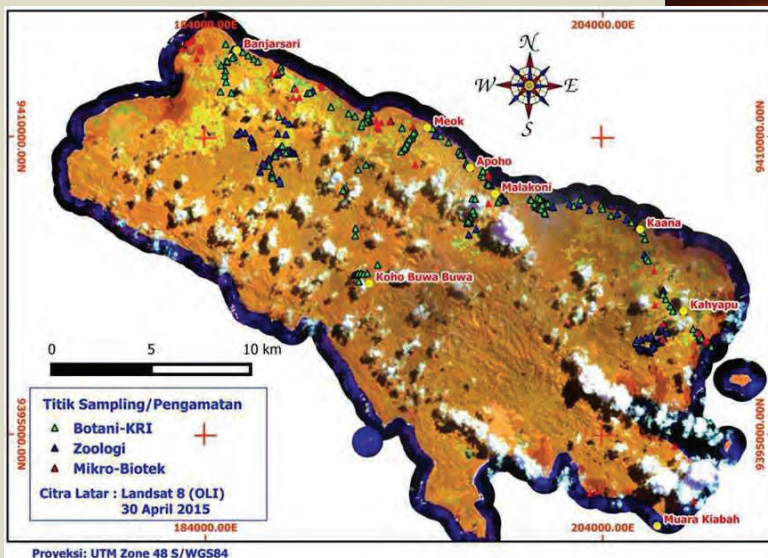 184000.00E
204000.00E
Banjarsari
N
W
E
S
9410000.00N
9410000.00N
Meok
Apoho
Malakoni
Kaana
Koho Buwa Buwa
Kahyapu
0 5 10 km
Titik Sampling/Pengamatan
Botani-KRI
Zoologi
Mikro-Biotek
Citra Latar : Landsat 8 (OLI)
30 April 2015
9395000.00N
9395000.00N
184000.00E
204000.00E
Muara Kiabah
Proyeksi: UTM Zone 48 S/WGS84